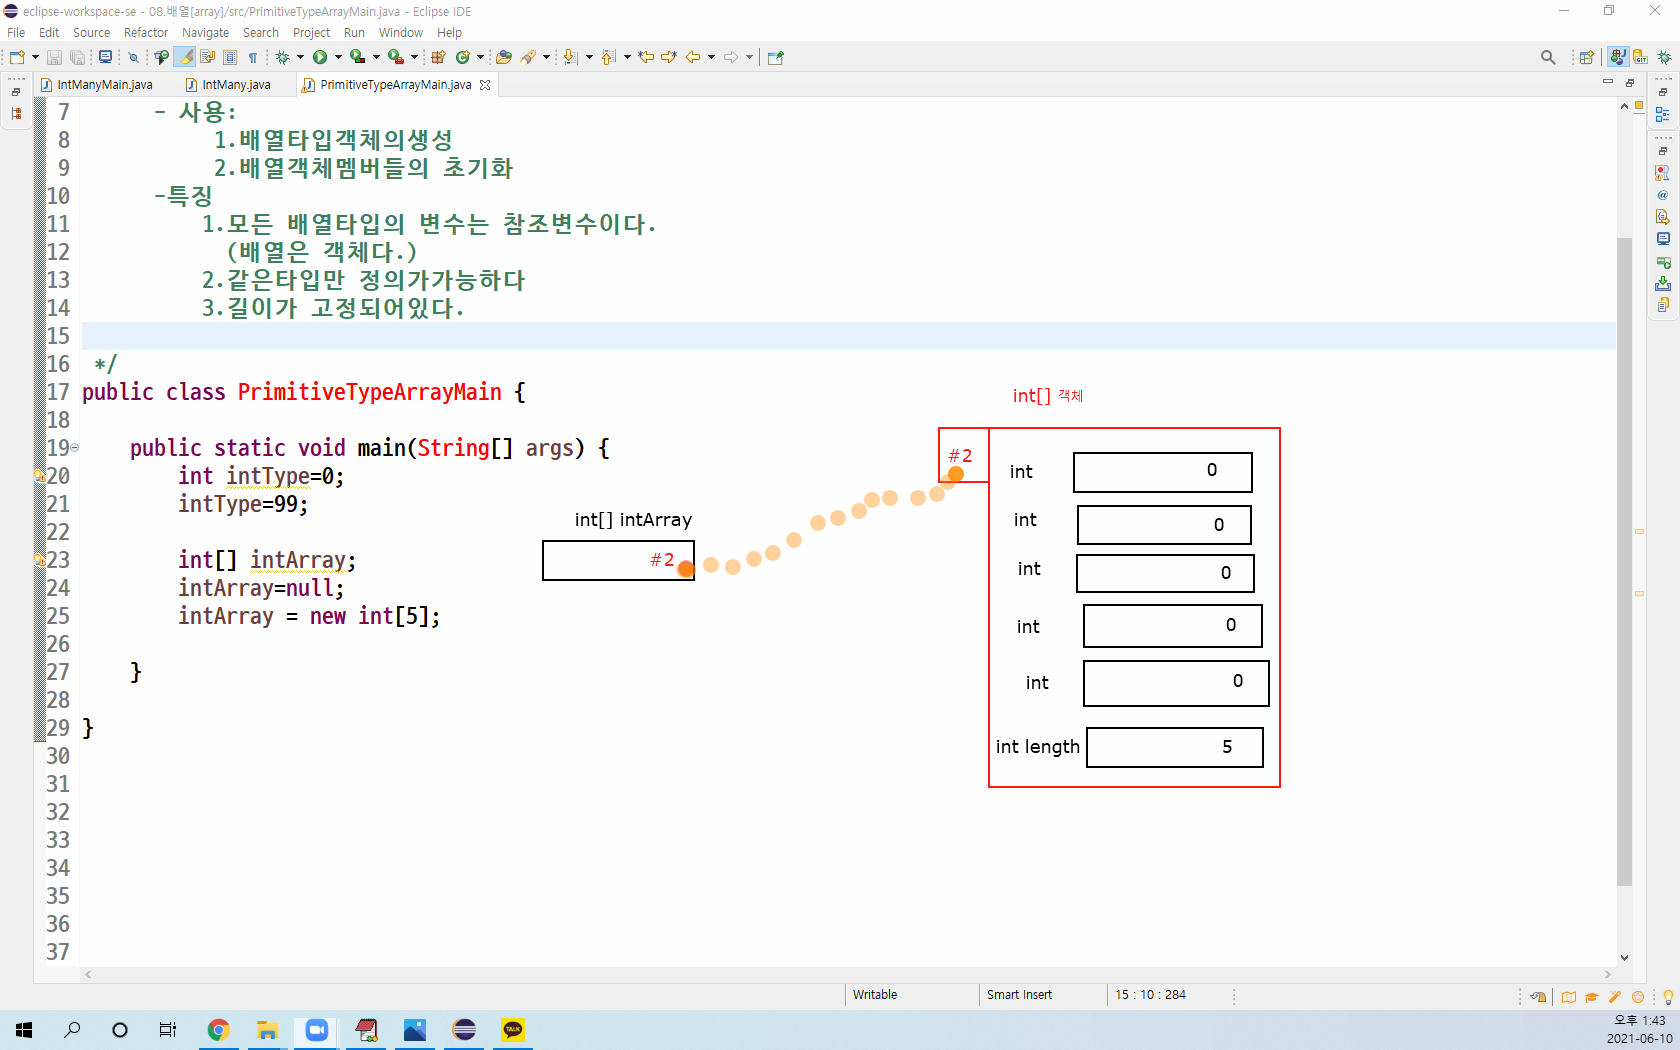 eclipse-workspace-se - 08.배열[array]/src/PrimitiveTypeArrayMain.java - Eclipse IDE
File Edit Source Refactor Navigate Search Project Run Window Help
IntManyMain.java IntMany.java PrimitiveTypeArrayMain.java
7 - 사용:
8 1.배열타입객체의생성
9 2.배열객체멤버들의 초기화
10 -특징
11 1.모든 배열타입의 변수는 참조변수이다.
12 (배열은 객체다.)
13 2.같은타입만 정의가가능하다
14 3.길이가 고정되어있다.
15
16 */
17 public class PrimitiveTypeArrayMain {
18
19 public static void main(String[] args) {
20 int intType=0;
21 intType=99;
22
23 int[] intArray;
24 intArray=null;
25 intArray = new int[5];
26
27 }
28
29 }
30
31
32
33
34
35
36
37
int[] 객체
#2
int 0
int[] intArray
#2
int 0
int 0
int 0
int 0
int length 5
Writable Smart Insert 15 : 10 : 284
TALK
오후 1:43
2021-06-10